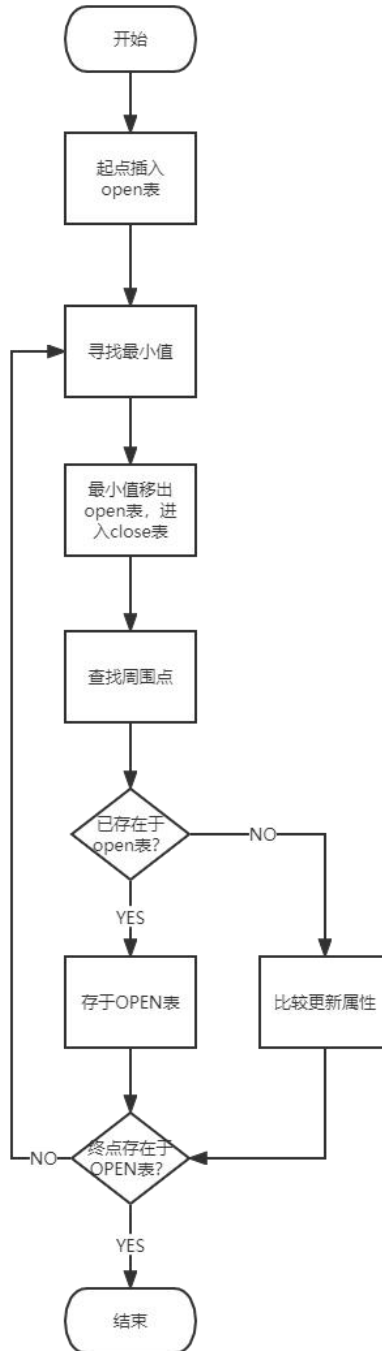 开始
起点插入
open表
寻找最小值
最小值移出
open表，进
入close表
查找周围点
已存在于
open表?
NO
YES
存于OPEN表
比较更新属性
终点存在于
OPEN表?
NO
YES
结束